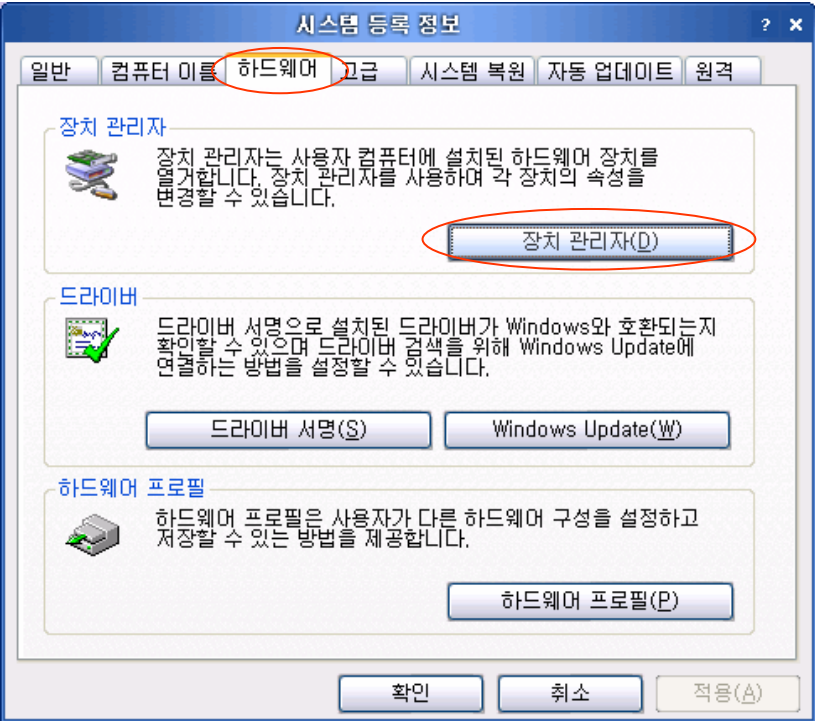 시스템 등록 정보
일반 컴퓨터 이름 하드웨어 고급 시스템 복원 자동 업데이트 원격
장치 관리자
장치 관리자는 사용자 컴퓨터에 설치된 하드웨어 장치를
열거합니다. 장치 관리자를 사용하여 각 장치의 속성을
변경할 수 있습니다.
장치 관리자(D)
드라이버
드라이버 서명으로 설치된 드라이버가 Windows와 호환되는지
확인할 수 있으며 드라이버 검색을 위해 Windows Update에
연결하는 방법을 설정할 수 있습니다.
드라이버 서명(S) Windows Update(W)
하드웨어 프로필
하드웨어 프로필은 사용자가 다른 하드웨어 구성을 설정하고
저장할 수 있는 방법을 제공합니다.
하드웨어 프로필(P)
확인 취소 적용(A)